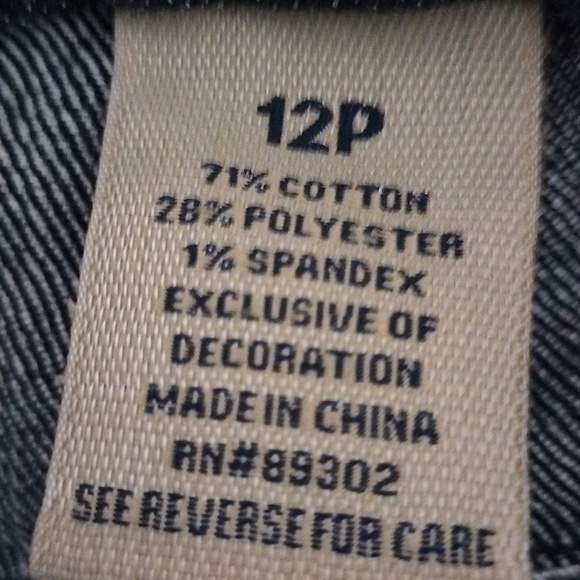 12P
71% COTTON
28% POLYESTER
1% SPANDEX
EXCLUSIVE OF
DECORATION
MADE IN CHINA
RN#89302
SEE REVERSE FOR CARE